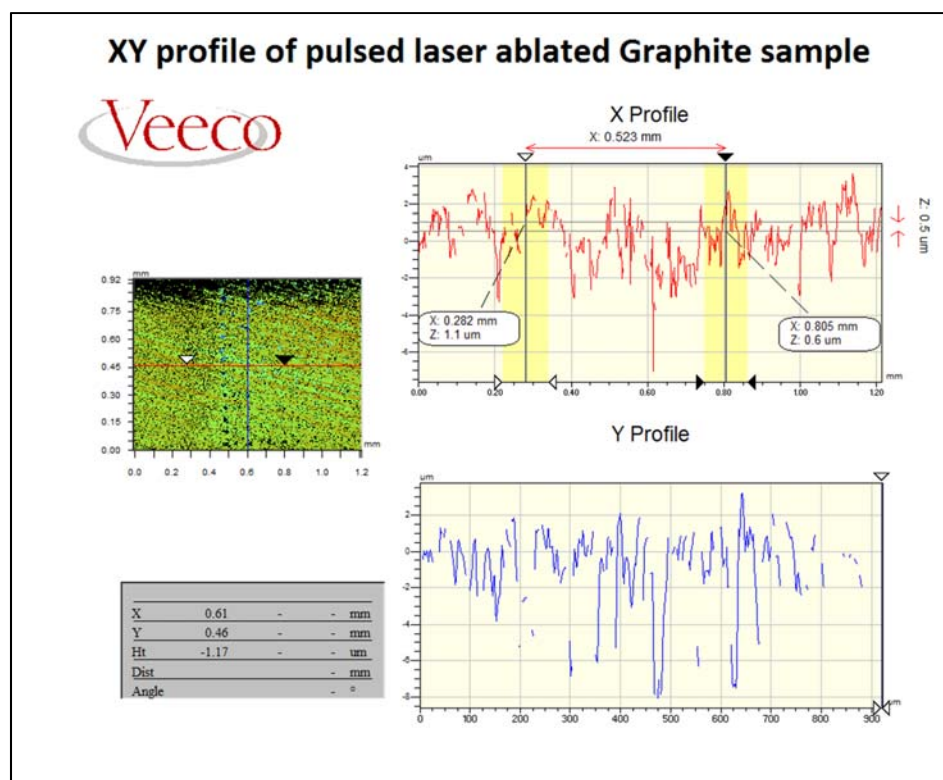 XY profile of pulsed laser ablated Graphite sample
Veeco
X Profile
X: 0.523 mm
um
4
2
0
-2
-4
-6
X: 0.282 mm
Z: 1.1 um
X: 0.805 mm
Z: 0.6 um
Z: 0.5 um
mm
0.00 0.20 0.40 0.60 0.80 1.00 1.20
mm
0.92
0.75
0.60
0.45
0.30
0.15
0.00
mm
0.0 0.2 0.4 0.6 0.8 1.0 1.2
Y Profile
um
2
0
-2
-4
-6
-8
um
0 100 200 300 400 500 600 700 800 900
X 0.61 - - mm
Y 0.46 - - mm
Ht -1.17 - - um
Dist - mm
Angle - °